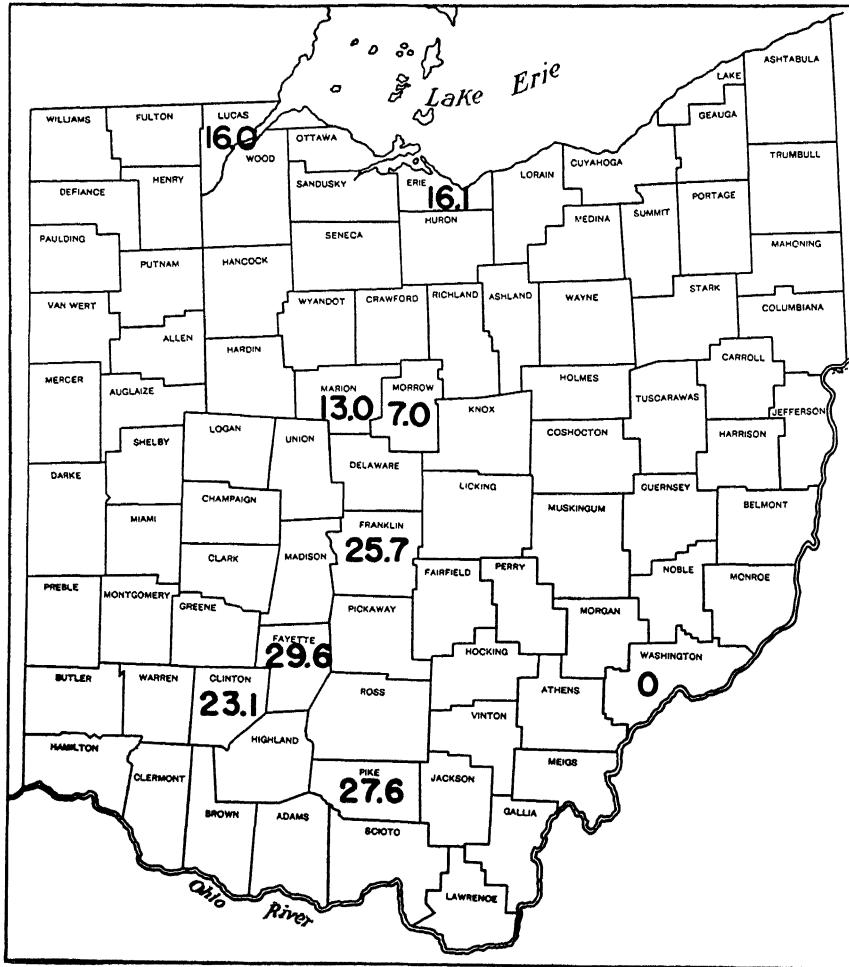 Lake Erie
ASHTABULA
LAKE
GEAUGA
WILLIAMS
FULTON
LUCAS
16.0
OTTAWA
WOOD
CUYAHOGA
TRUMBULL
HENRY
DEFIANCE
SANDUSKY
ERIE
16.1
LORAIN
PORTAGE
SUMMIT
MEDINA
HURON
PAULDING
SENECA
MAHONING
PUTNAM
HANCOCK
STARK
VAN WERT
WYANDOT
CRAWFORD
RICHLAND
ASHLAND
WAYNE
COLUMBIANA
ALLEN
HARDIN
CARROLL
MERCER
AUGLAIZE
MARION
13.0
MORROW
7.0
HOLMES
TUSCARAWAS
KNOX
JEFFERSON
LOGAN
UNION
COSHOCTON
HARRISON
SHELBY
DELAWARE
DARKE
LICKING
GUERNSEY
CHAMPAIGN
MUSKINGUM
BELMONT
MIAMI
FRANKLIN
25.7
CLARK
MADISON
PERRY
FAIRFIELD
NOBLE
MONROE
PREBLE
MONTGOMERY
GREENE
PICKAWAY
MORGAN
FAYETTE
29.6
HOCKING
WASHINGTON
0
BUTLER
WARREN
CLINTON
23.1
ROSS
ATHENS
VINTON
HIGHLAND
HAMILTON
MEIGS
CLERMONT
PIKE
27.6
JACKSON
BROWN
ADAMS
GALLIA
SCIOTO
LAWRENCE
Ohio River